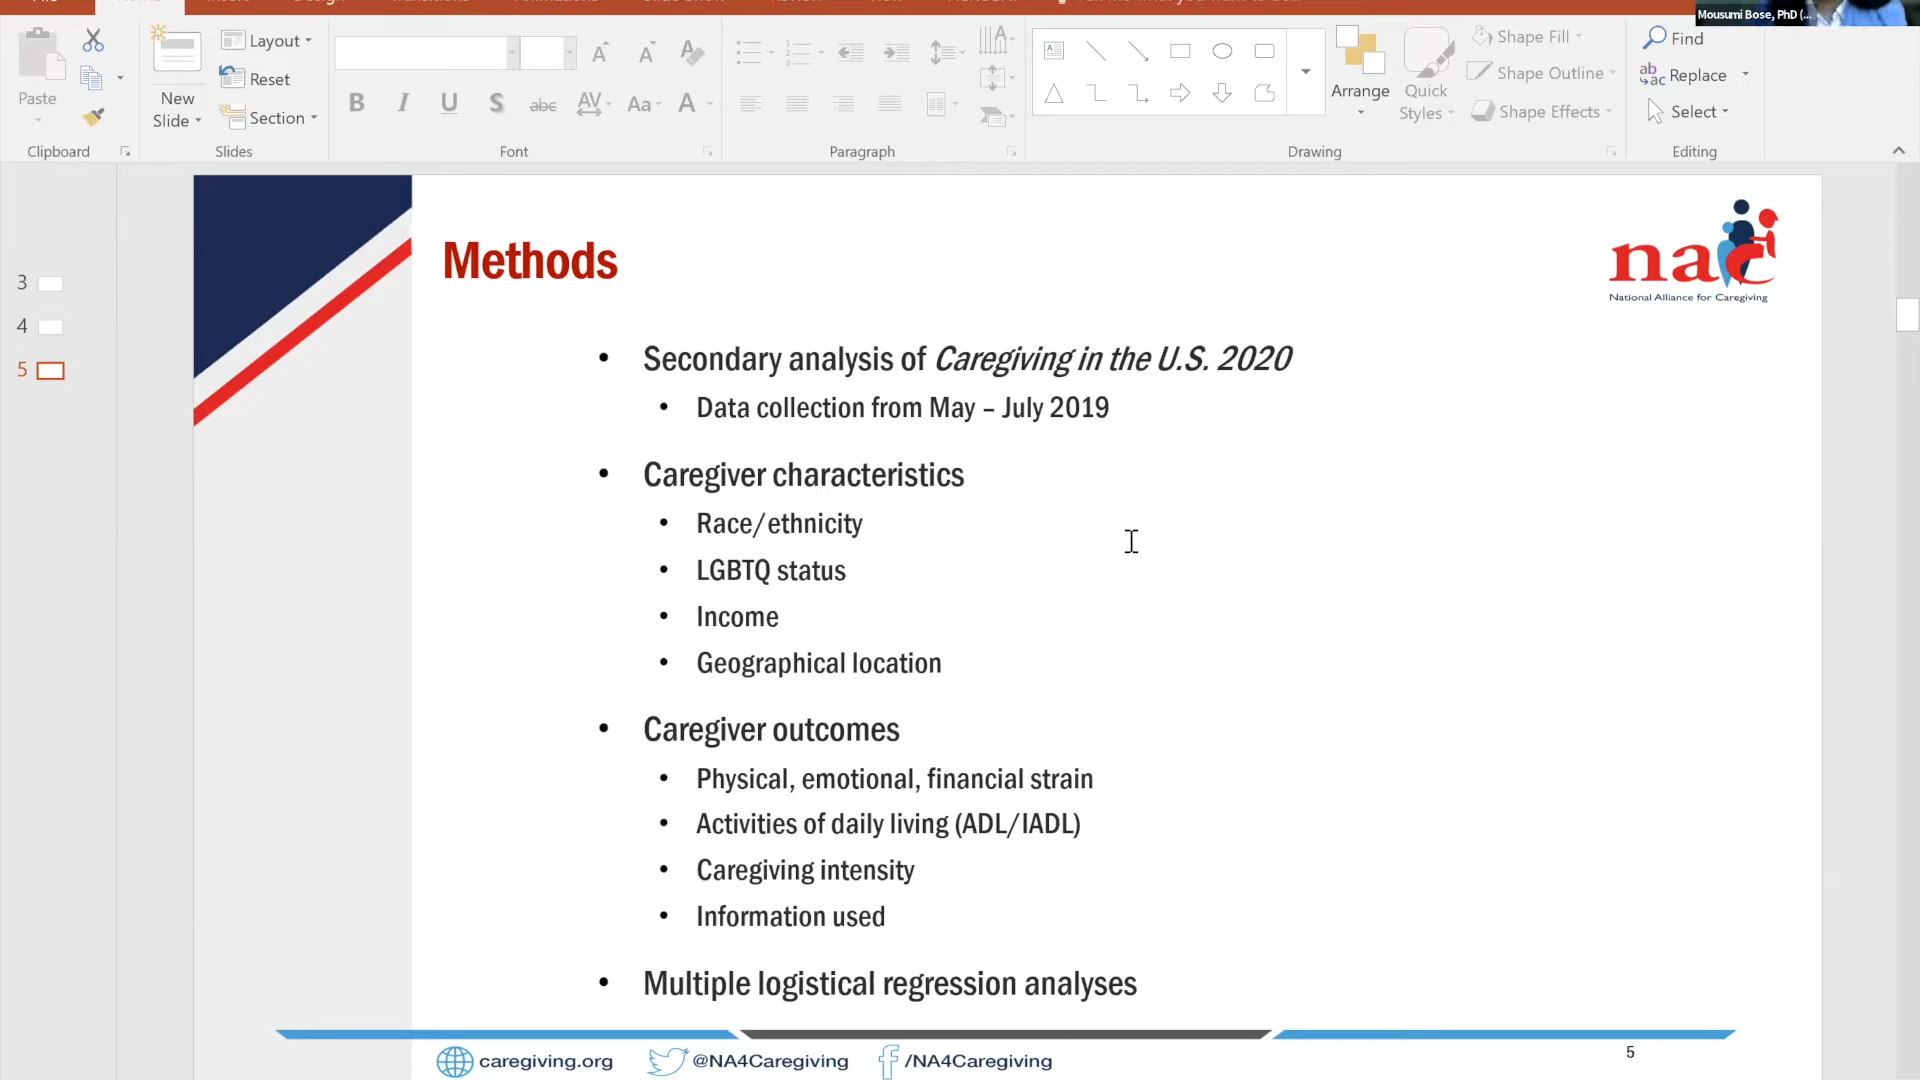 Mousumi Bose, PhD (...
Paste
New
Slide
Layout
Reset
Section
B I U S abc AV Aa A
A A A
Arrange
Quick
Styles
Shape Fill
Shape Outline
Shape Effects
Find
Replace
Select
Clipboard
Slides
Font
Paragraph
Drawing
Editing
3
4
5
Methods
nac
National Alliance for Caregiving
• Secondary analysis of Caregiving in the U.S. 2020
• Data collection from May – July 2019
• Caregiver characteristics
• Race/ethnicity
• LGBTQ status
• Income
• Geographical location
• Caregiver outcomes
• Physical, emotional, financial strain
• Activities of daily living (ADL/IADL)
• Caregiving intensity
• Information used
• Multiple logistical regression analyses
caregiving.org
@NA4Caregiving
/NA4Caregiving
5